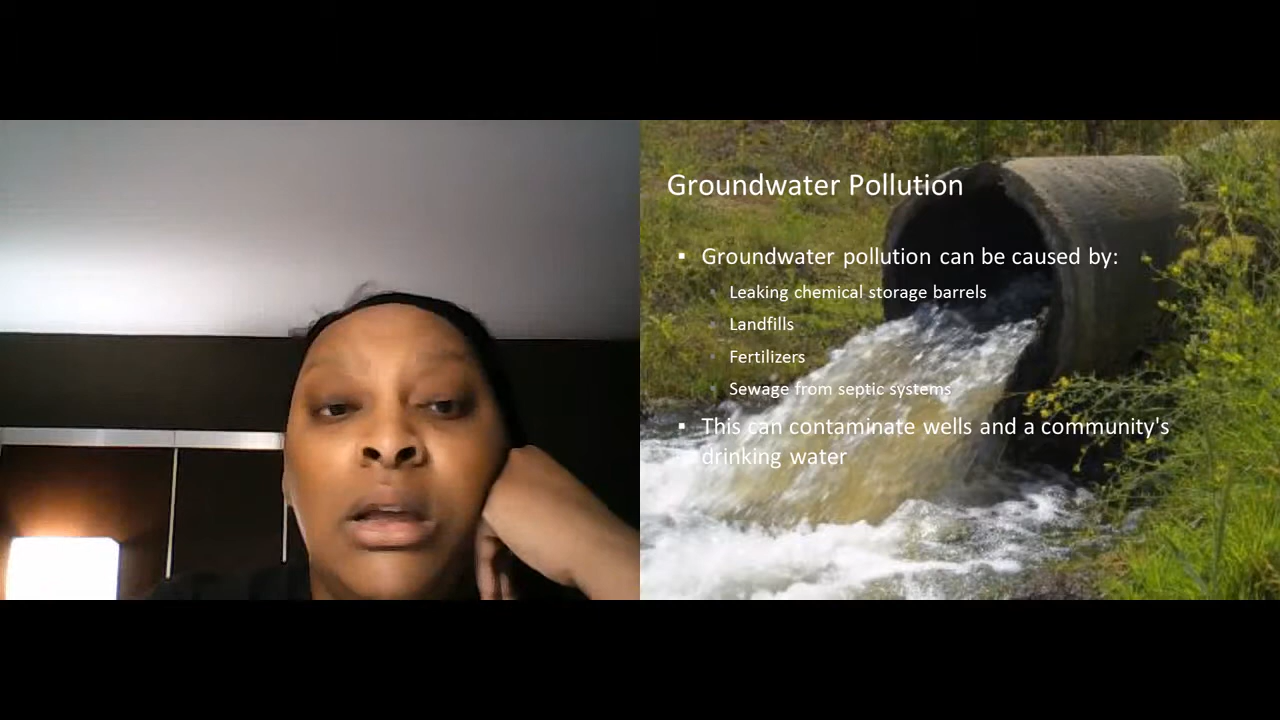 Groundwater Pollution
▪ Groundwater pollution can be caused by:
▪ Leaking chemical storage barrels
▪ Landfills
▪ Fertilizers
▪ Sewage from septic systems
▪ This can contaminate wells and a community's
drinking water